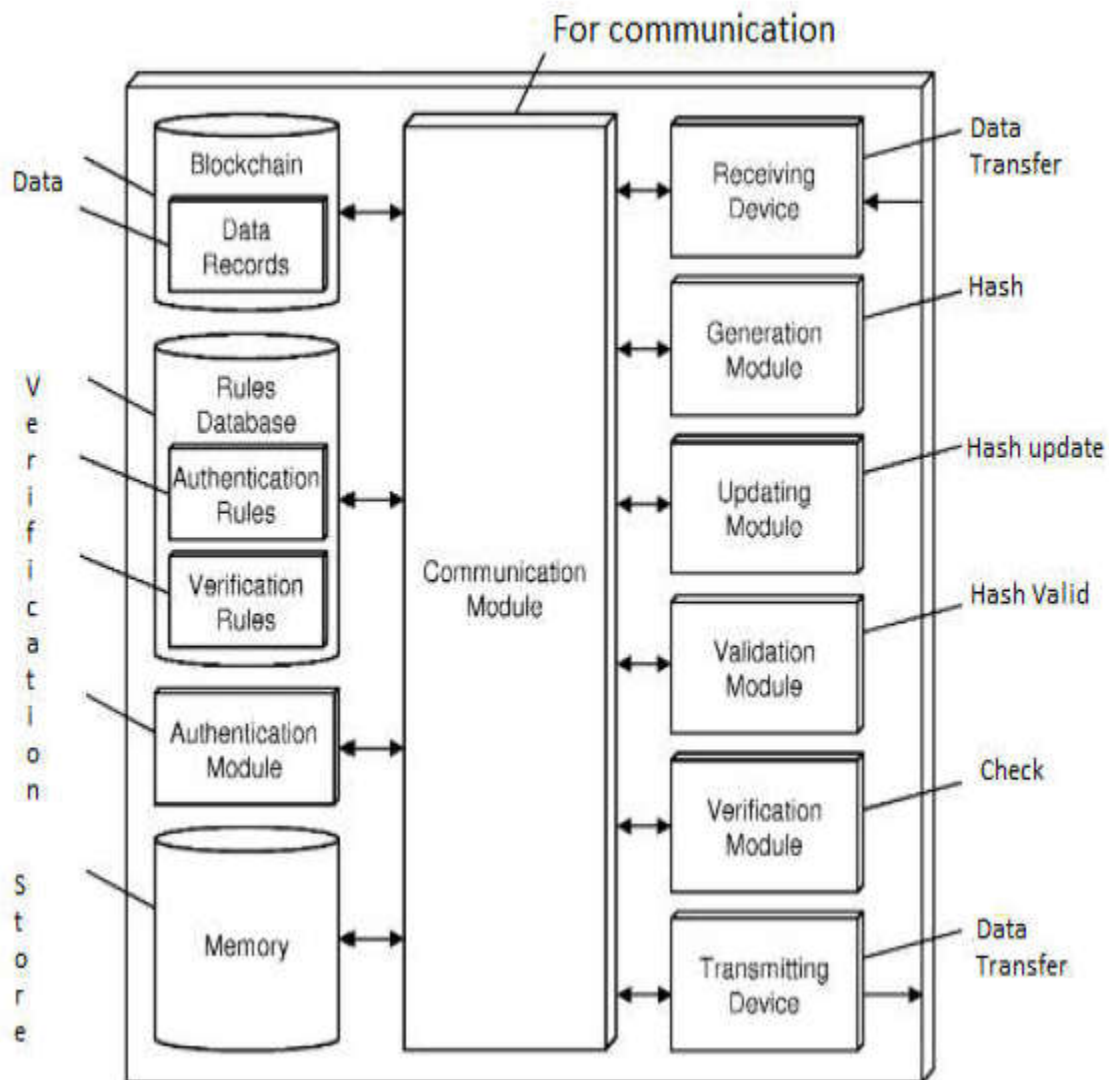 For communication
Data
Blockchain
Data
Records
Verification
Rules
Database
Authentication
Rules
Verification
Rules
Authentication
Module
Store
Memory
Communication
Module
Receiving
Device
Data
Transfer
Generation
Module
Hash
Updating
Module
Hash update
Validation
Module
Hash Valid
Verification
Module
Check
Transmitting
Device
Data
Transfer